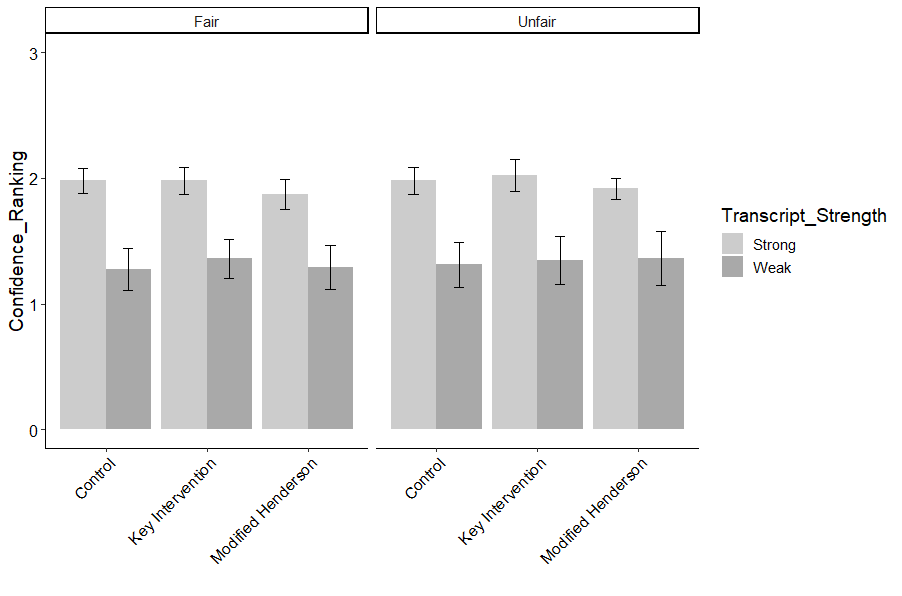 Fair
Unfair
Confidence_Ranking
3
2
1
0
Control
Key Intervention
Modified Henderson
Control
Key Intervention
Modified Henderson
Transcript_Strength
Strong
Weak